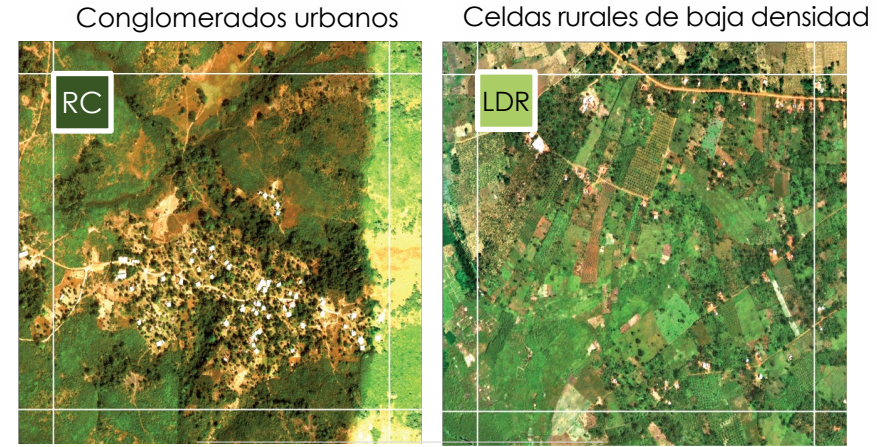 Conglomerados urbanos
Celdas rurales de baja densidad
RC
LDR